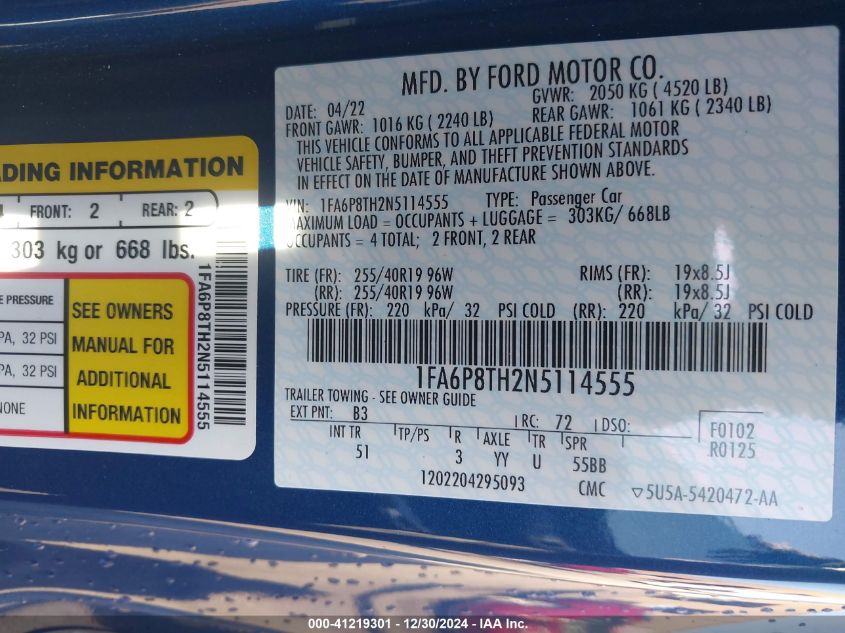 MFD. BY FORD MOTOR CO.
DATE: 04/22 GVWR: 2050 KG ( 4520 LB)
FRONT GAWR: 1016 KG ( 2240 LB) REAR GAWR: 1061 KG ( 2340 LB)
THIS VEHICLE CONFORMS TO ALL APPLICABLE FEDERAL MOTOR
VEHICLE SAFETY, BUMPER, AND THEFT PREVENTION STANDARDS
IN EFFECT ON THE DATE OF MANUFACTURE SHOWN ABOVE.
VIN: 1FA6P8TH2N5114555 TYPE: Passenger Car
MAXIMUM LOAD = OCCUPANTS + LUGGAGE = 303KG/ 668LB
OCCUPANTS = 4 TOTAL; 2 FRONT, 2 REAR
TIRE (FR): 255/40R19 96W RIMS (FR): 19x8.5J
(RR): 255/40R19 96W (RR): 19x8.5J
PRESSURE (FR): 220 kPa/ 32 PSI COLD (RR): 220 kPa/ 32 PSI COLD
1FA6P8TH2N5114555
TRAILER TOWING - SEE OWNER GUIDE
EXT PNT: B3 RC: 72 DSO:
F0102
R0125
INT TR TP/PS R AXLE TR SPR
51 3 YY U 55BB
1202204295093 CMC ▽5U5A-5420472-AA
ADING INFORMATION
FRONT: 2 REAR: 2
303 kg or 668 lbs.
E PRESSURE
PA, 32 PSI
PA, 32 PSI
NONE
SEE OWNERS
MANUAL FOR
ADDITIONAL
INFORMATION
1FA6P8TH2N5114555
000-41219301 - 12/30/2024 - IAA Inc.